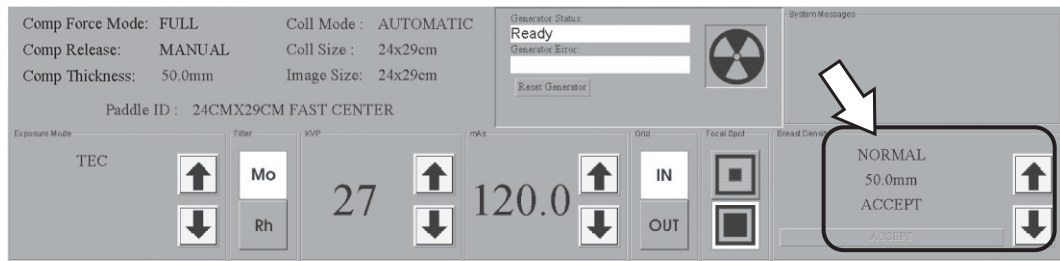 Comp Force Mode: FULL
Coll Mode : AUTOMATIC
Comp Release: MANUAL
Coll Size : 24x29cm
Comp Thickness: 50.0mm
Image Size: 24x29cm
Paddle ID : 24CMX29CM FAST CENTER
Generator Status:
Ready
Generator Error:
Reset Generator
System Messages
Exposure Mode
TEC
Filter
Mo
Rh
KVP
27
mAs
120.0
Grid
IN
OUT
Focal Spot
Breast Densit
NORMAL
50.0mm
ACCEPT
ACCEPT